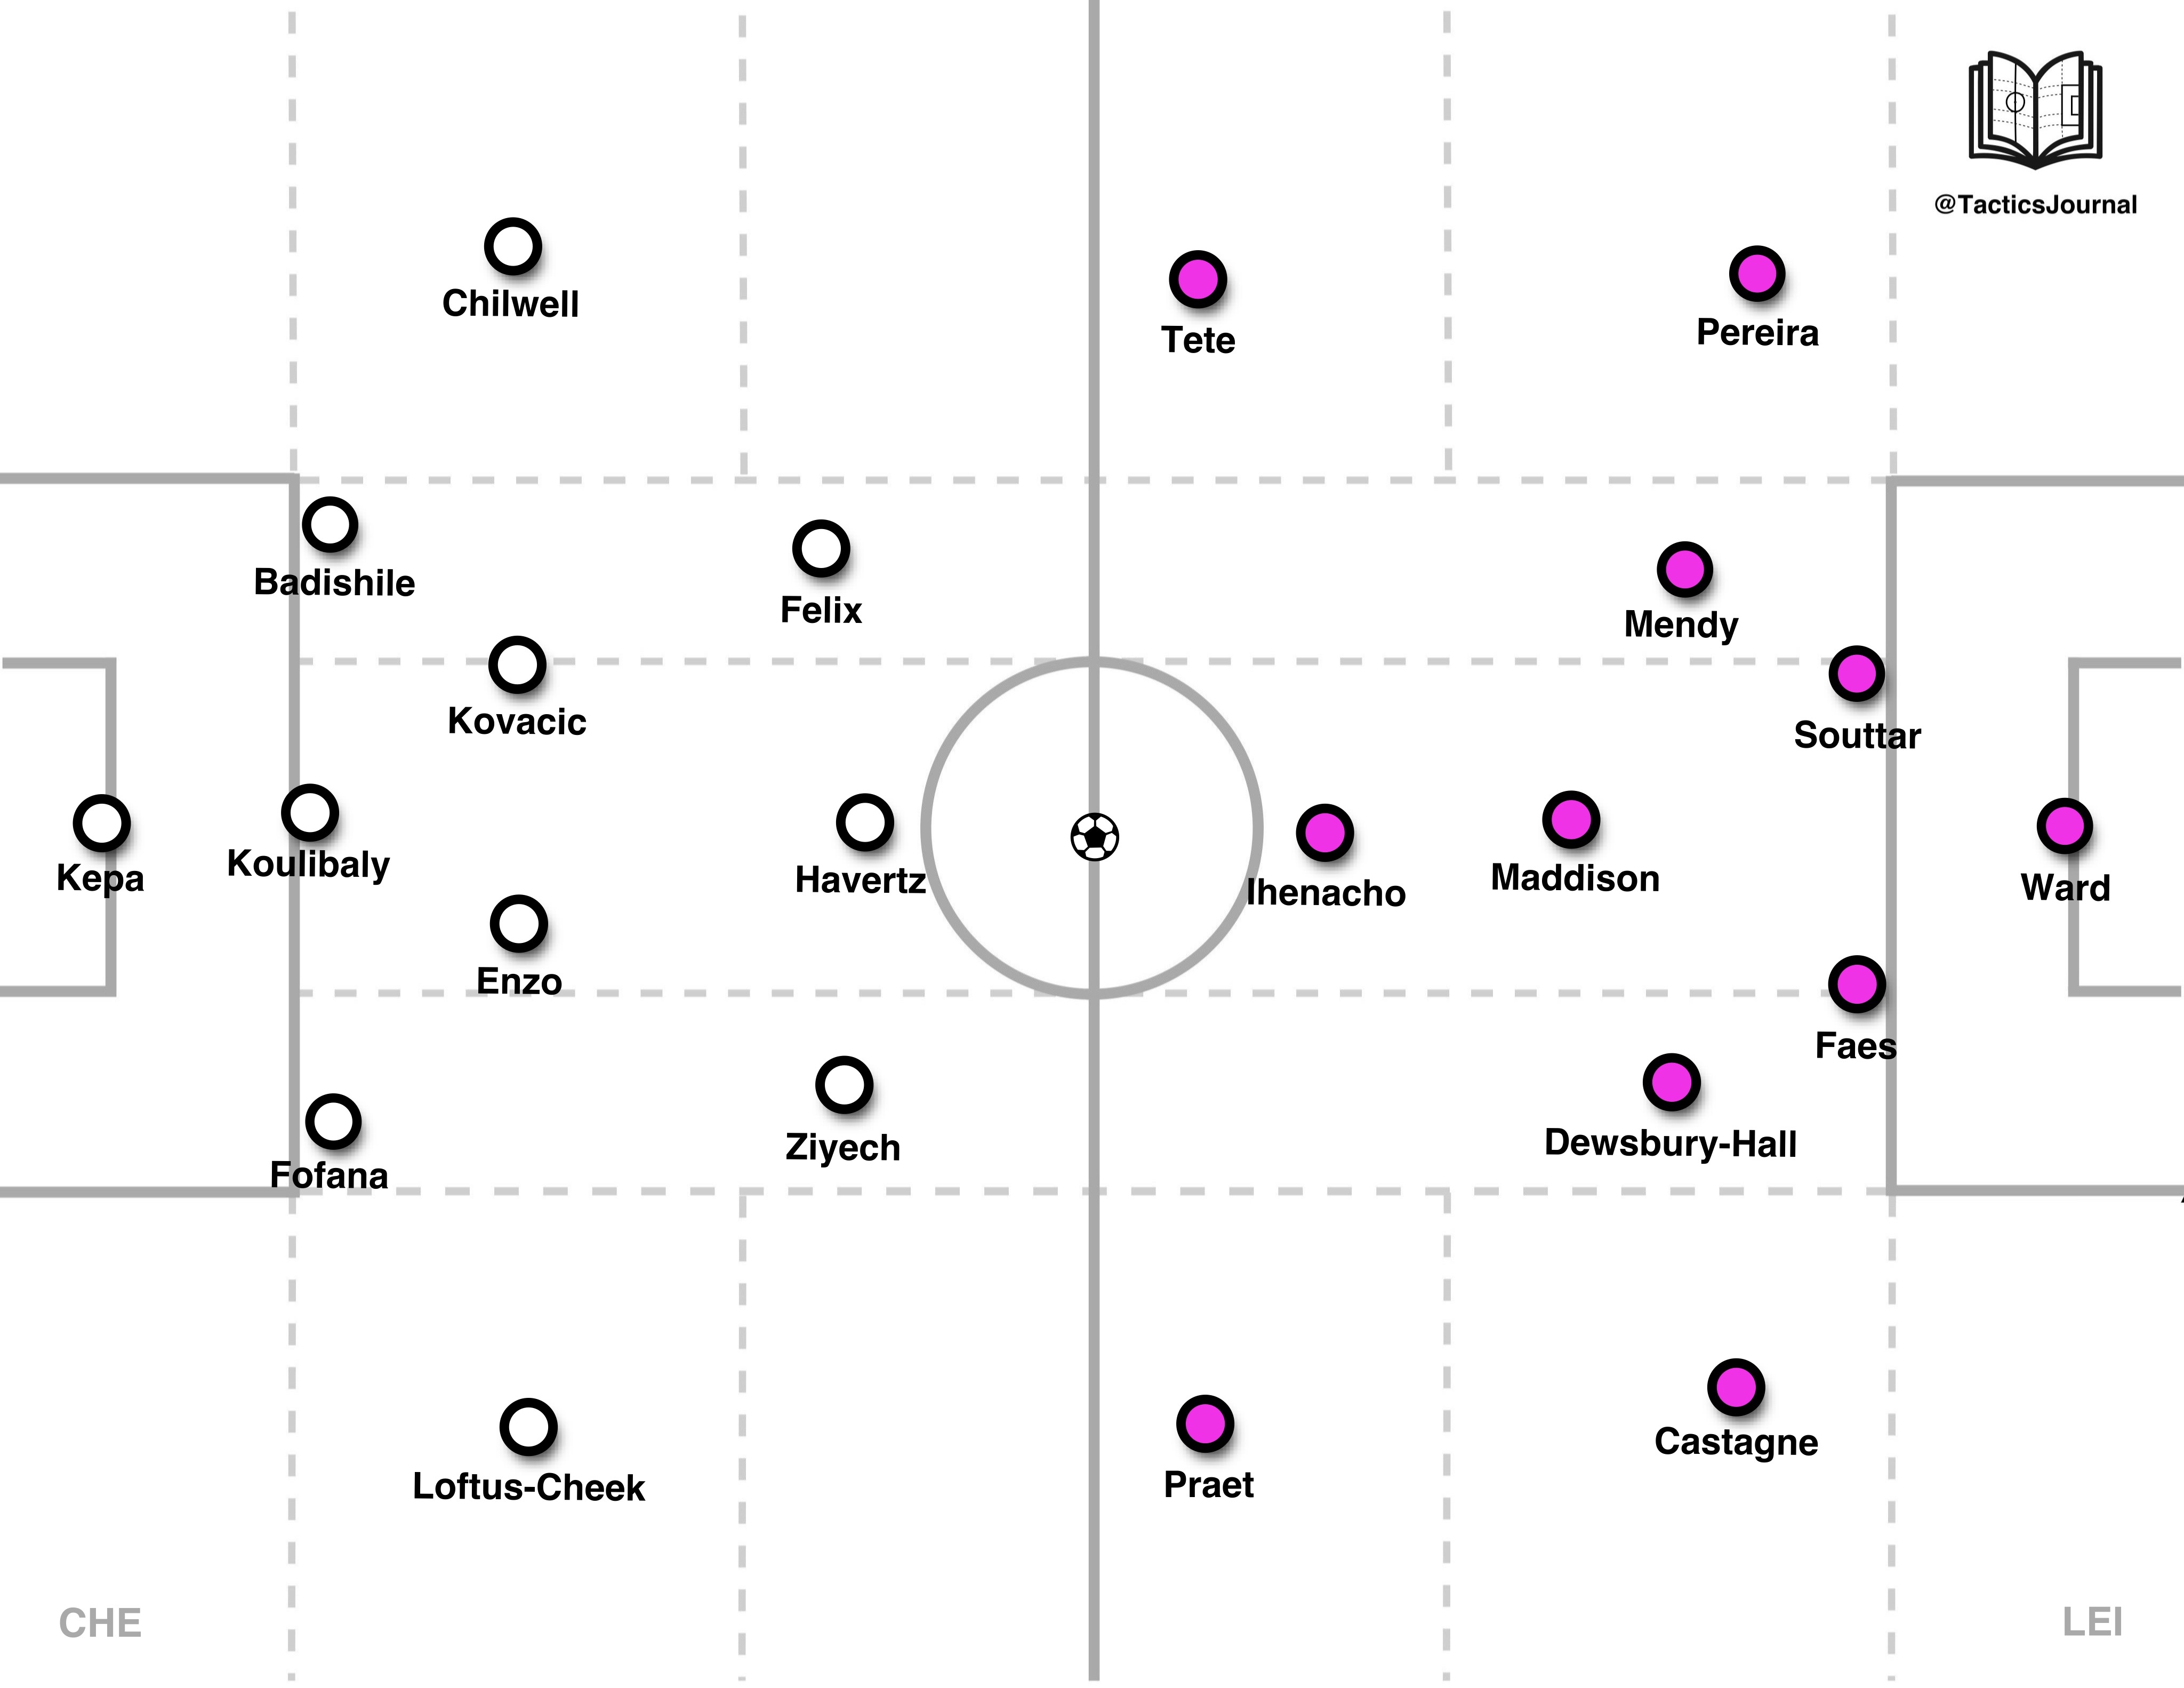 @TacticsJournal
Chilwell
Tete
Pereira
Badishile
Felix
Mendy
Kovacic
Souttar
Kepa
Koulibaly
Havertz
Ihenacho
Maddison
Ward
Enzo
Faes
Fofana
Ziyech
Dewsbury-Hall
Loftus-Cheek
Praet
Castagne
CHE
LEI